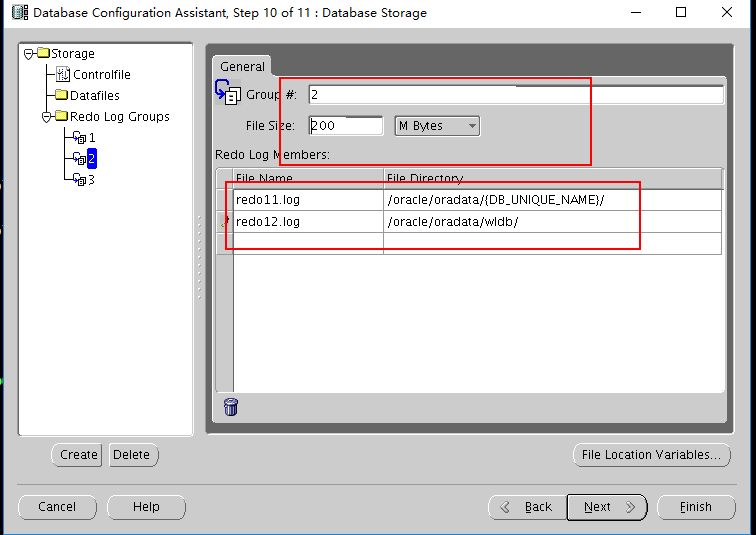 Database Configuration Assistant, Step 10 of 11 : Database Storage
Storage
Controlfile
Datafiles
Redo Log Groups
1
2
3
General
Group #: 2
File Size: 200 M Bytes
Redo Log Members:
File Name File Directory
redo11.log /oracle/oradata/{DB_UNIQUE_NAME}/
redo12.log /oracle/oradata/wldb/
Create Delete
File Location Variables...
Cancel Help Back Next Finish